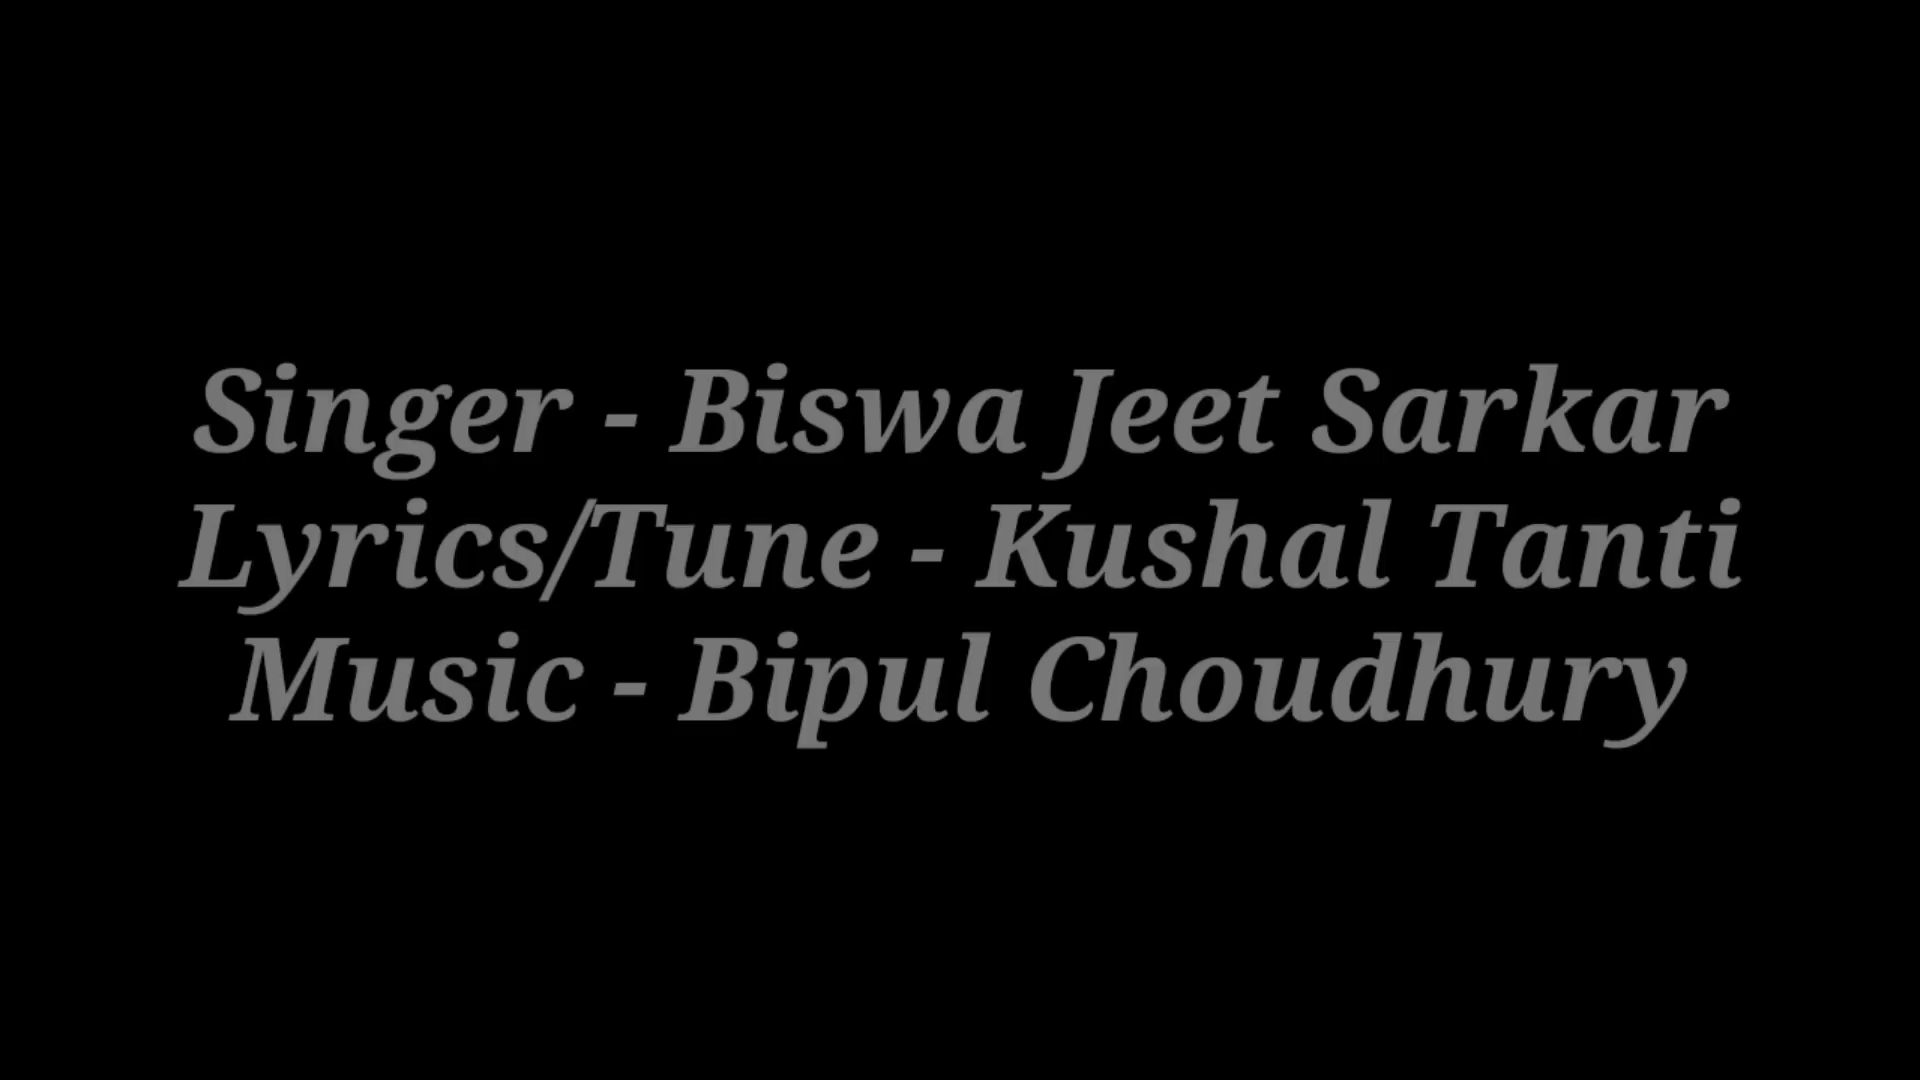 Singer - Biswa Jeet Sarkar
Lyrics/Tune - Kushal Tanti
Music - Bipul Choudhury